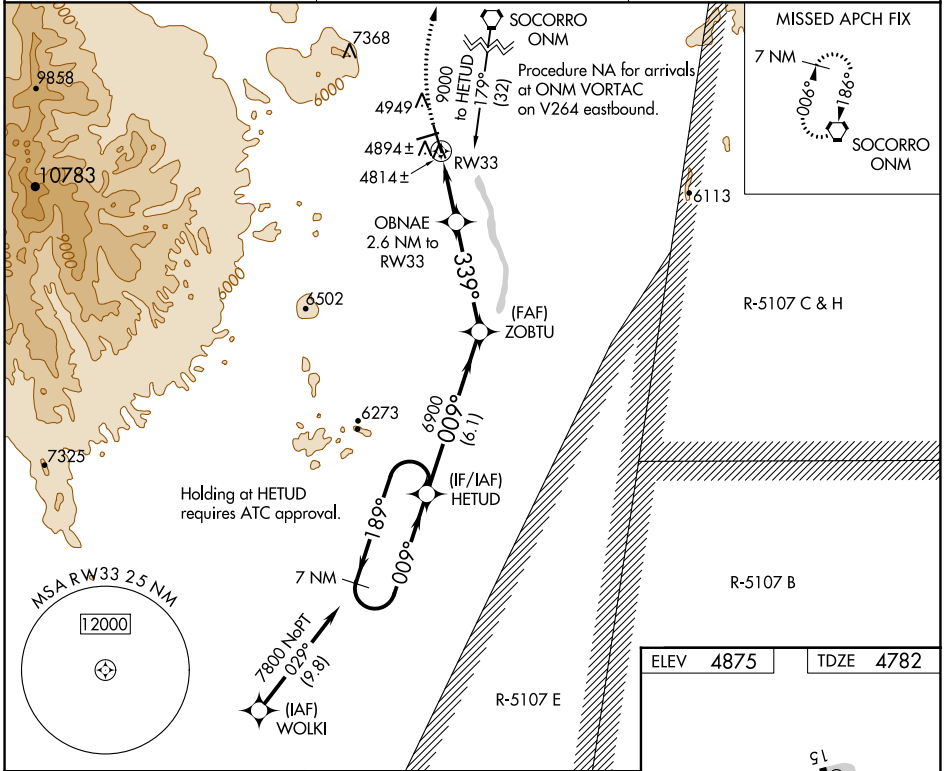 7368
9858
SOCORRO
ONM
MISSED APCH FIX
7 NM
006°
186°
SOCORRO
ONM
6000
9000
to HETUD
179°
(32)
Procedure NA for arrivals
at ONM VORTAC
on V264 eastbound.
4949
4894±
4814±
RW33
10783
6000
6113
OBNAE
2.6 NM to
RW33
339°
6000
6502
R-5107 C & H
(FAF)
ZOBTU
6900
009°
(6.1)
6273
7325
(IF/IAF)
HETUD
Holding at HETUD
requires ATC approval.
189°
009°
7 NM
R-5107 B
MSA RW33 25 NM
12000
7800 NoPT
029°
(9.8)
(IAF)
WOLKI
R-5107 E
ELEV 4875
TDZE 4782
15